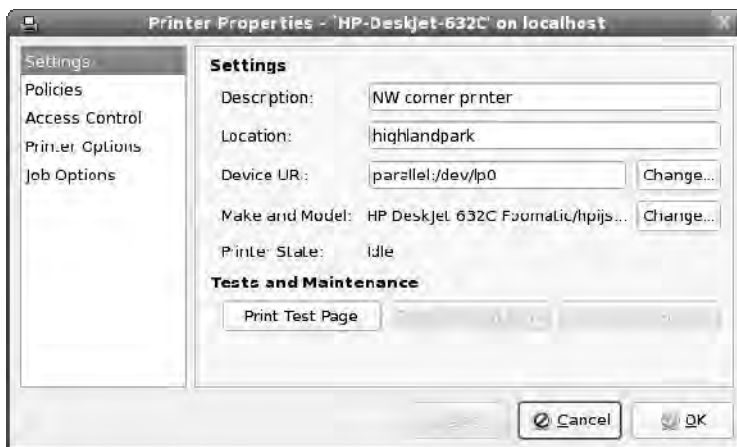 Printer Properties - 'HP-DeskJet-632C' on localhost
Settings
Policies
Access Control
Printer Options
Job Options
Settings
Description: NW corner printer
Location: highlandpark
Device URI: parallel:/dev/lp0 Change...
Make and Model: HP DeskJet 632C Foomatic/hpijs... Change...
Printer State: Idle
Tests and Maintenance
Print Test Page
Cancel OK